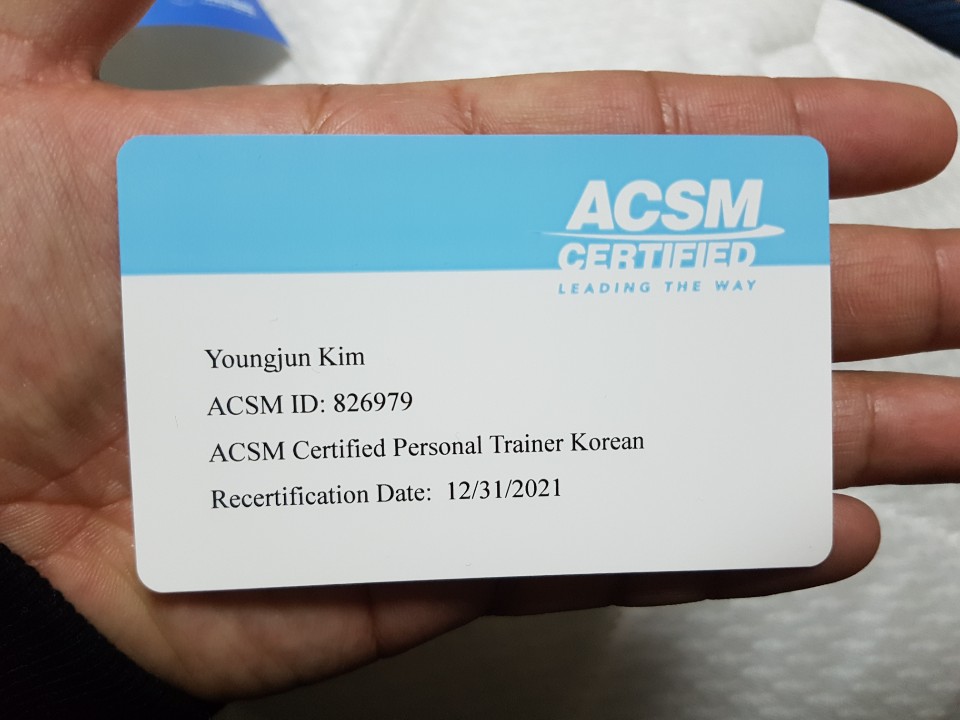 ACSM
CERTIFIED
LEADING THE WAY
Youngjun Kim
ACSM ID: 826979
ACSM Certified Personal Trainer Korean
Recertification Date: 12/31/2021